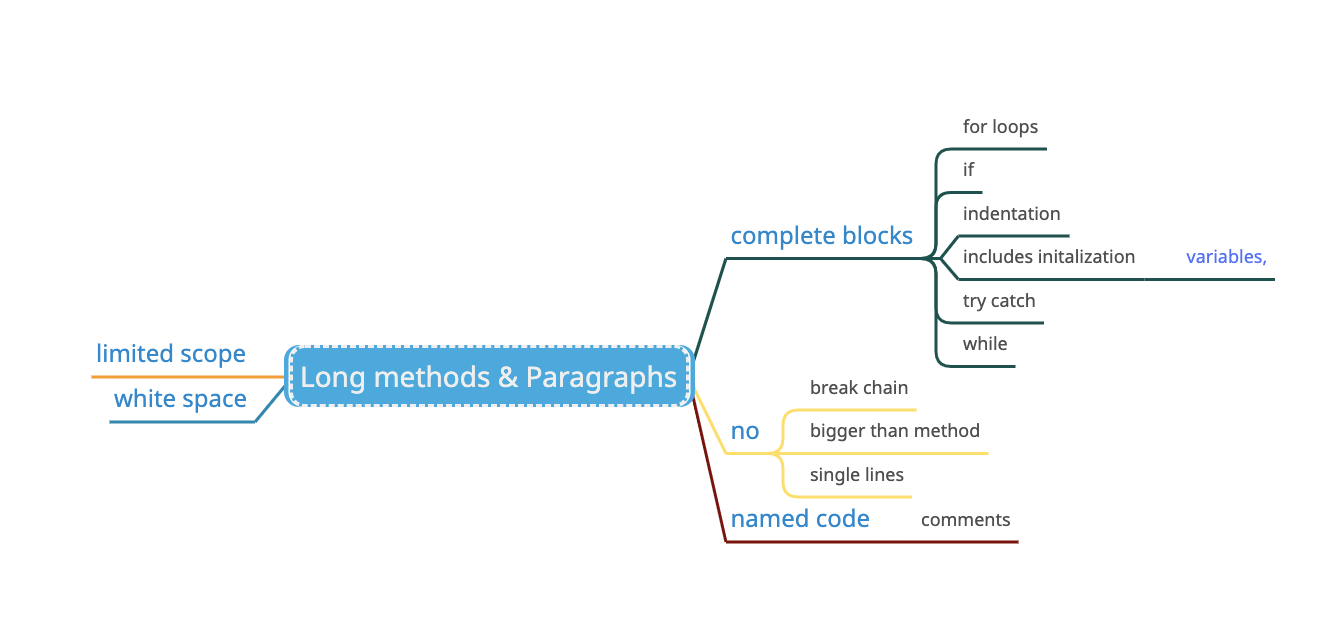 Long methods & Paragraphs
complete blocks
for loops
if
indentation
includes initalization
variables,
try catch
while
no
break chain
bigger than method
single lines
named code
comments
limited scope
white space